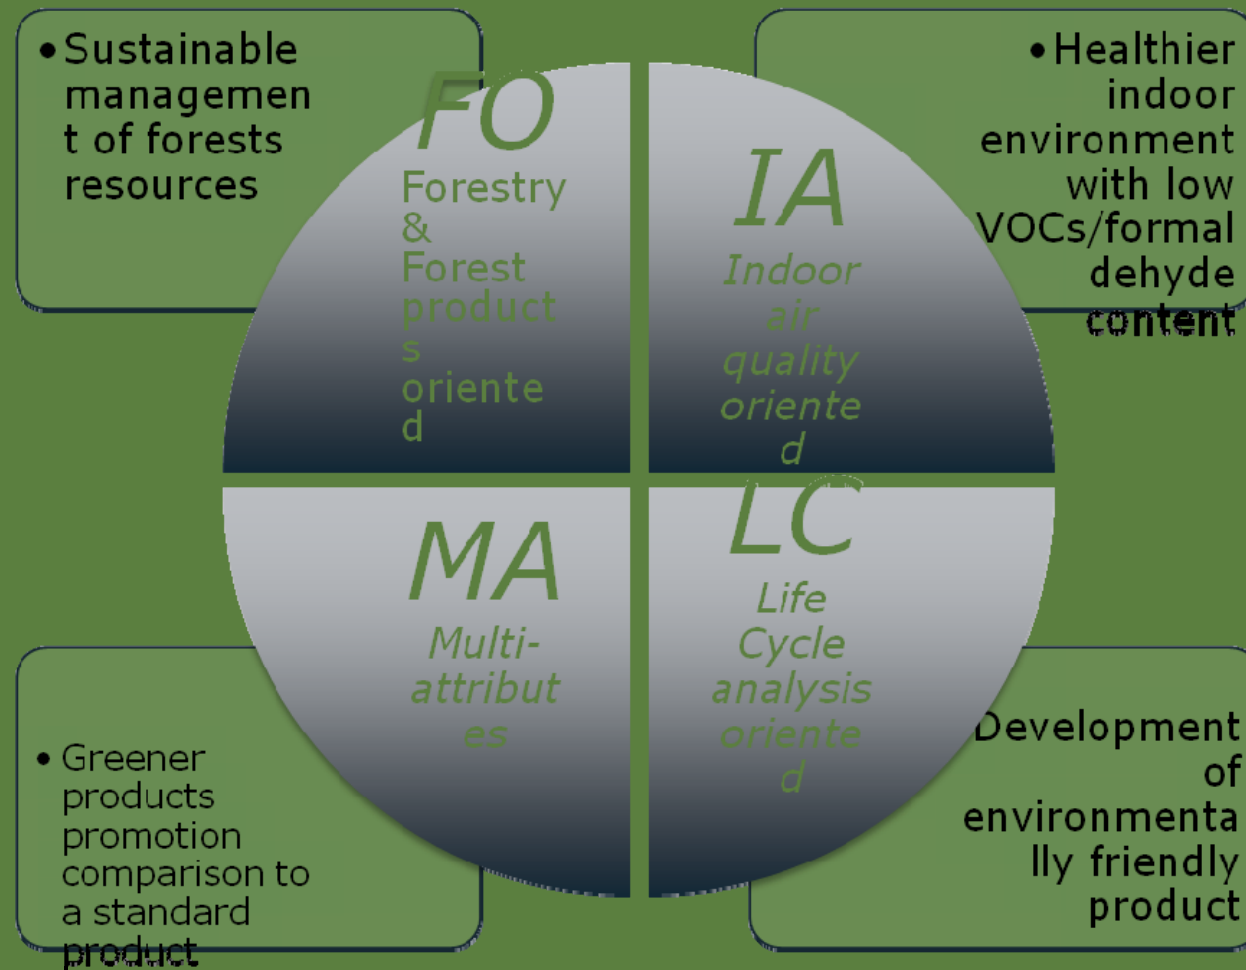 • Sustainable
managemen
t of forests
resources
FO
Forestry
&
Forest
product
s
oriente
d
• Healthier
indoor
environment
with low
VOCs/formal
dehyde
content
IA
Indoor
air
quality
oriente
d
MA
Multi-
attribut
es
• Greener
products
promotion
comparison to
a standard
product
LC
Life
Cycle
analysis
oriente
d
Development
of
environmenta
lly friendly
product